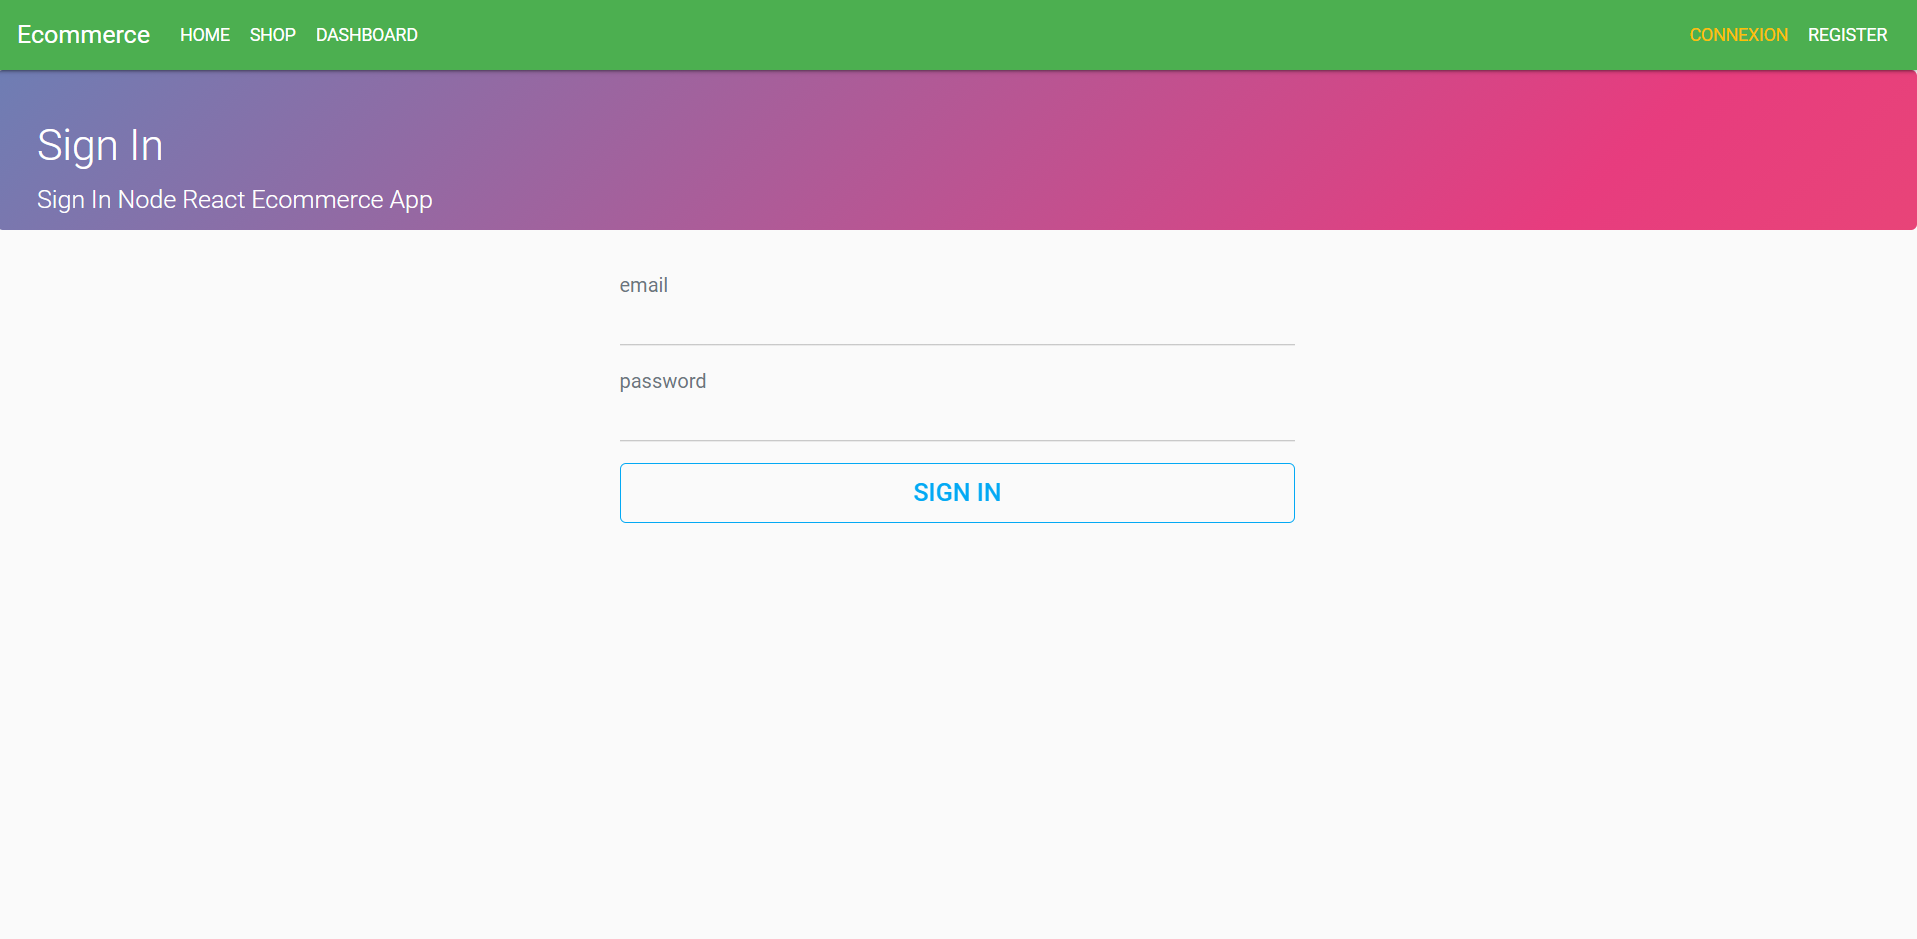 Ecommerce HOME SHOP DASHBOARD CONNEXION REGISTER
Sign In
Sign In Node React Ecommerce App
email
password
SIGN IN